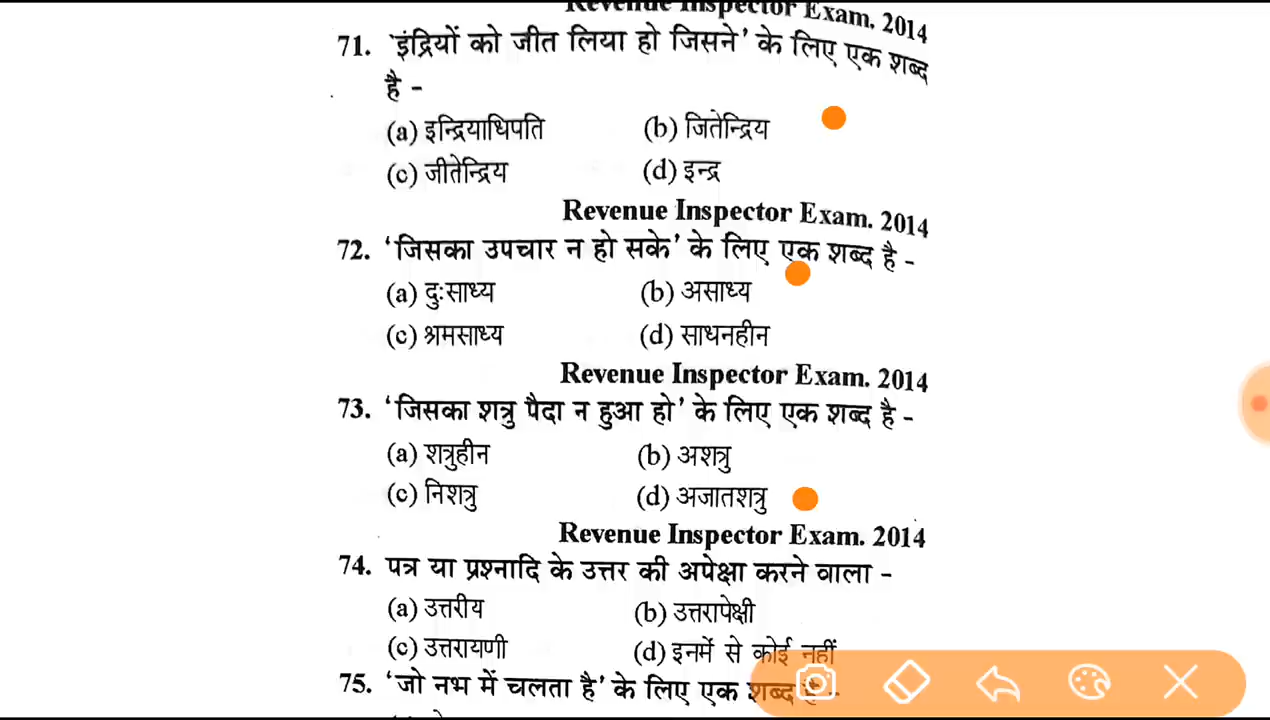 Revenue Inspector Exam. 2014
71. 'इंद्रियों को जीत लिया हो जिसने' के लिए एक शब्द
है -
(a) इन्द्रियाधिपति (b) जितेन्द्रिय
(c) जीतेन्द्रिय (d) इन्द्र
Revenue Inspector Exam. 2014
72. 'जिसका उपचार न हो सके' के लिए एक शब्द है -
(a) दुःसाध्य (b) असाध्य
(c) श्रमसाध्य (d) साधनहीन
Revenue Inspector Exam. 2014
73. 'जिसका शत्रु पैदा न हुआ हो' के लिए एक शब्द है -
(a) शत्रुहीन (b) अशत्रु
(c) निशत्रु (d) अजातशत्रु
Revenue Inspector Exam. 2014
74. पत्र या प्रश्नादि के उत्तर की अपेक्षा करने वाला -
(a) उत्तरीय (b) उत्तरापेक्षी
(c) उत्तरायणी (d) इनमें से कोई नहीं
75. 'जो नभ में चलता है' के लिए एक शब्द है -